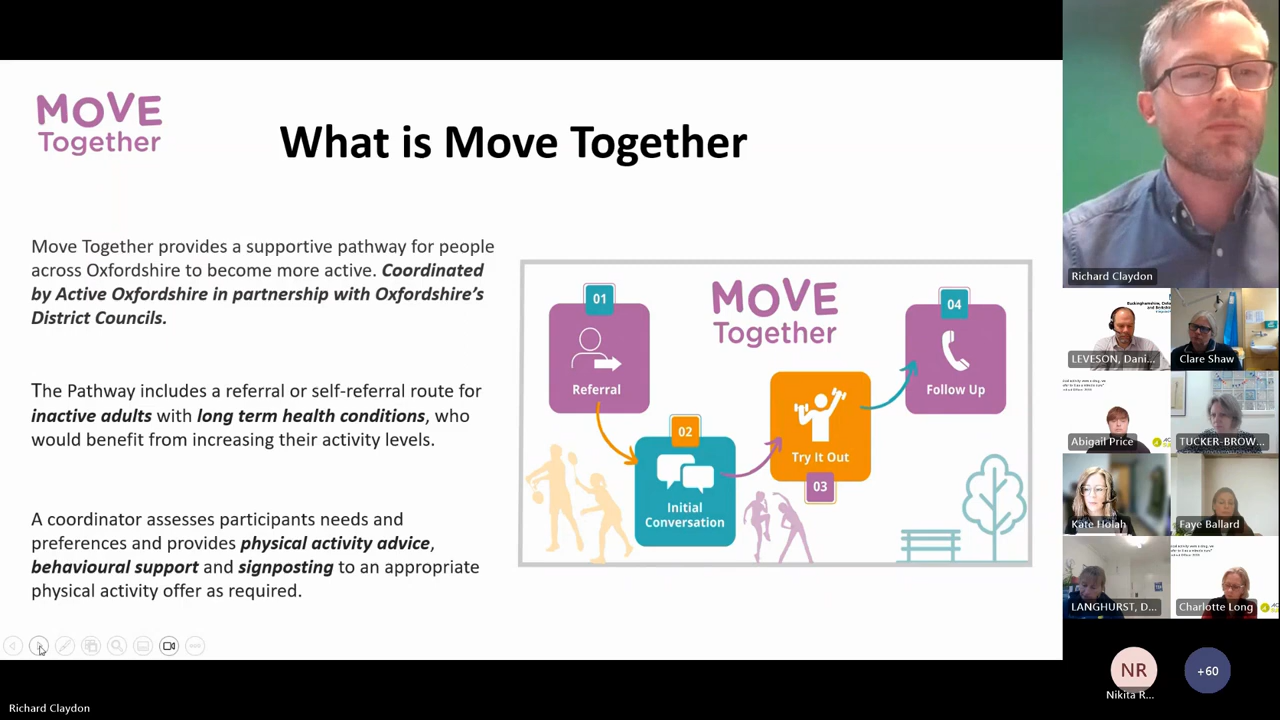 MOVE
Together
What is Move Together
Move Together provides a supportive pathway for people
across Oxfordshire to become more active. Coordinated
by Active Oxfordshire in partnership with Oxfordshire's
District Councils.
The Pathway includes a referral or self-referral route for
inactive adults with long term health conditions, who
would benefit from increasing their activity levels.
A coordinator assesses participants needs and
preferences and provides physical activity advice,
behavioural support and signposting to an appropriate
physical activity offer as required.
01
Referral
MOVE
Together
02
Initial
Conversation
Try It Out
03
04
Follow Up
Richard Claydon
LEVESON, Dani...
Clare Shaw
Abigail Price
TUCKER-BROW...
Kate Holah
Faye Ballard
LANGHURST, D...
Charlotte Long
NR
Nikita R...
+60
Richard Claydon